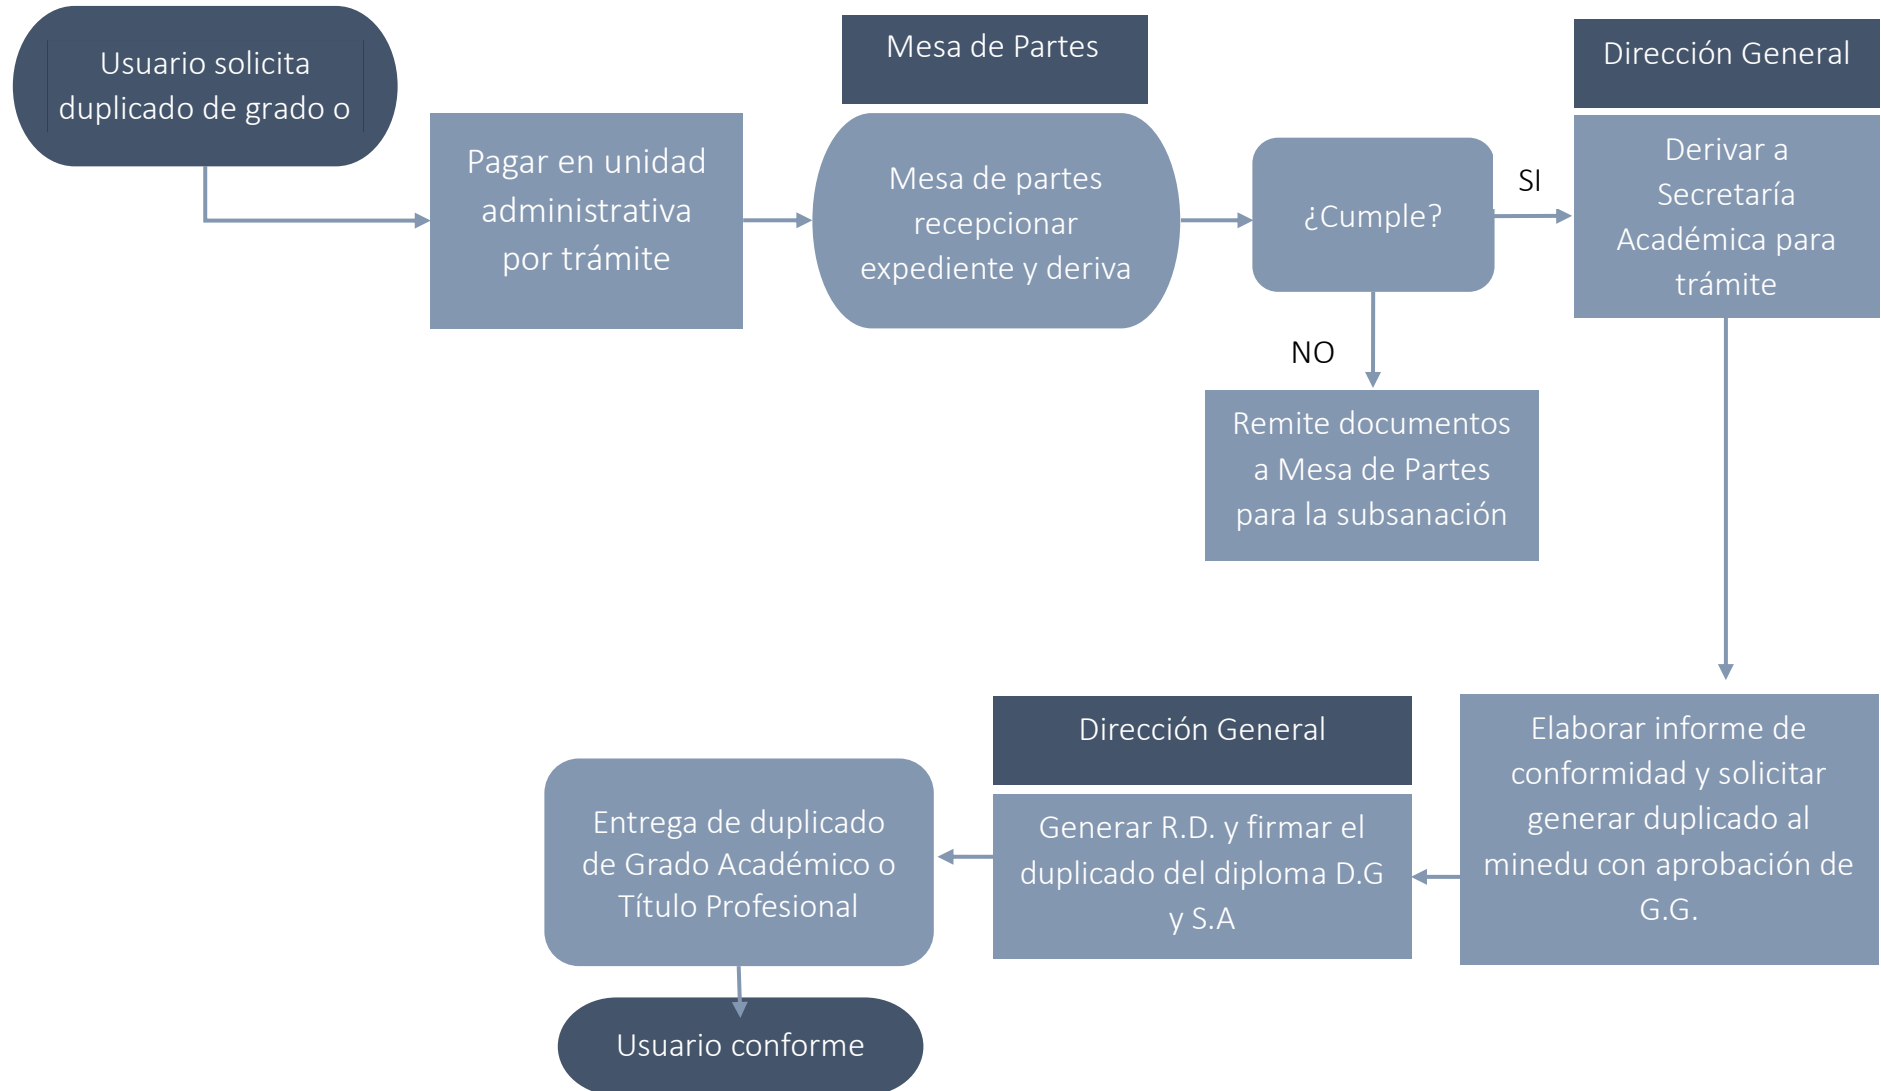 Usuario solicita
duplicado de grado o
Pagar en unidad
administrativa
por trámite
Mesa de Partes
Mesa de partes
recepcionar
expediente y deriva
¿Cumple?
SI
NO
Remite documentos
a Mesa de Partes
para la subsanación
Dirección General
Derivar a
Secretaría
Académica para
trámite
Elaborar informe de
conformidad y solicitar
generar duplicado al
minedu con aprobación de
G.G.
Dirección General
Generar R.D. y firmar el
duplicado del diploma D.G
y S.A
Entrega de duplicado
de Grado Académico o
Título Profesional
Usuario conforme